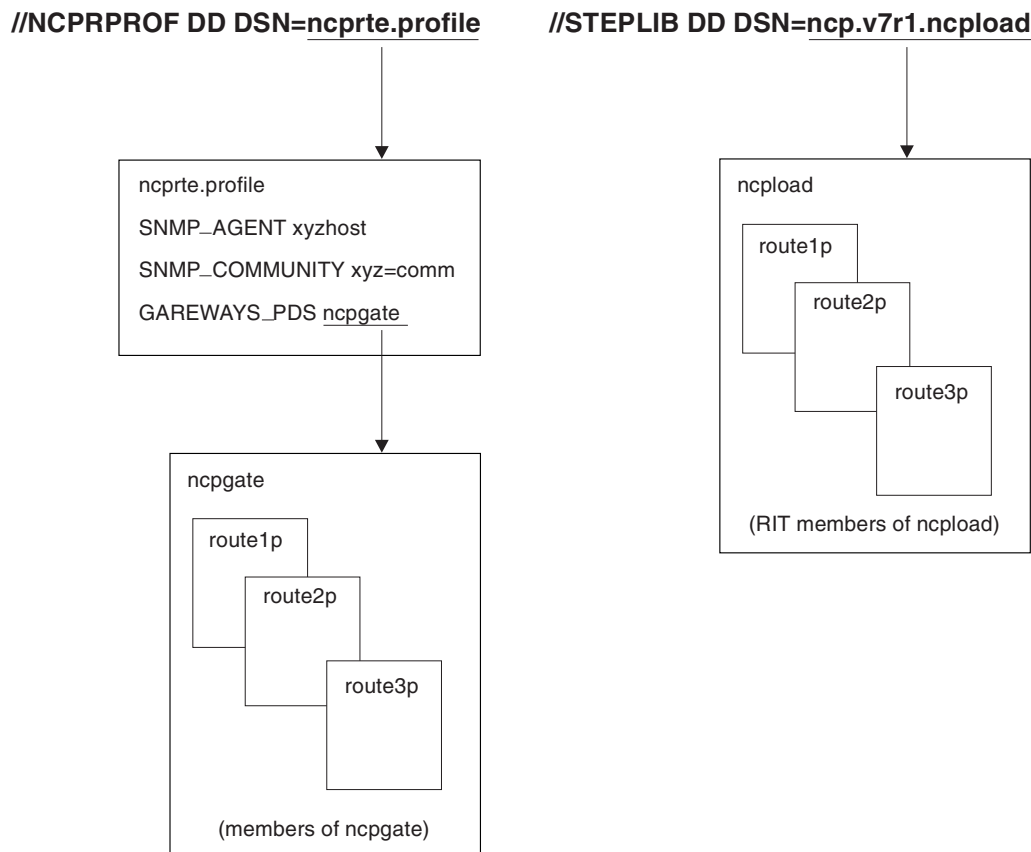 //NCPRPROF DD DSN=ncprte.profile
//STEPLIB DD DSN=ncp.v7r1.ncpload
ncprte.profile
SNMP_AGENT xyzhost
SNMP_COMMUNITY xyz=comm
GAREWAYS_PDS ncpgate
ncpload
route1p
route2p
route3p
(RIT members of ncpload)
ncpgate
route1p
route2p
route3p
(members of ncpgate)